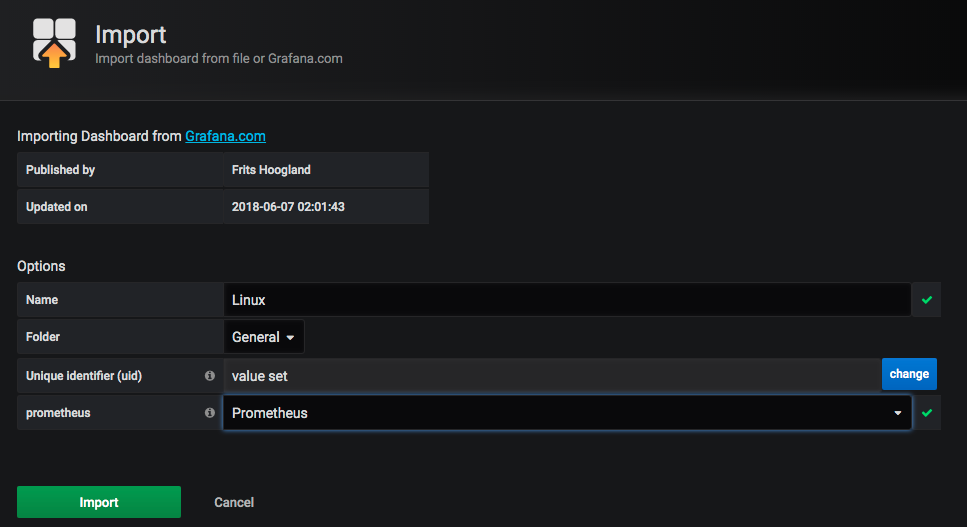 Import
Import dashboard from file or Grafana.com
Importing Dashboard from Grafana.com
Published by Frits Hoogland
Updated on 2018-06-07 02:01:43
Options
Name Linux
Folder General
Unique identifier (uid) value set change
prometheus Prometheus
Import Cancel